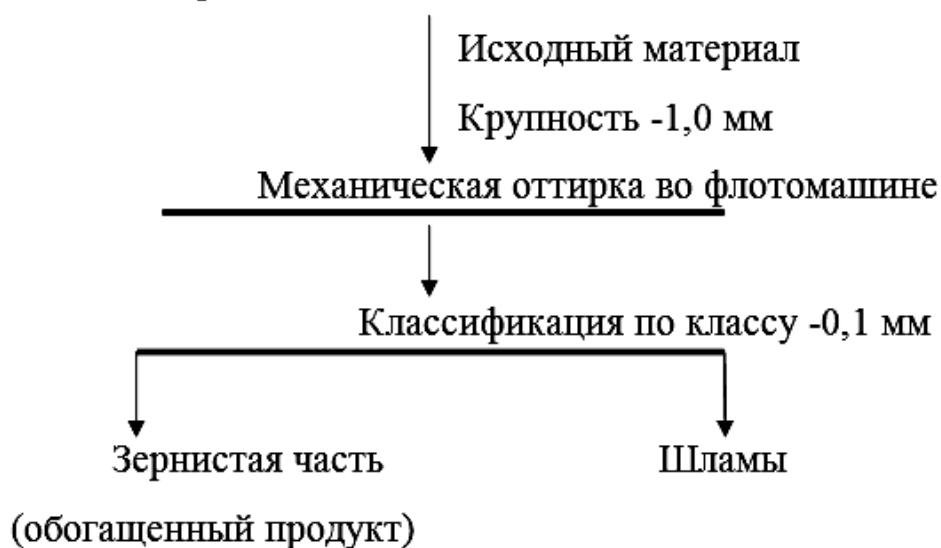 Исходный материал
Крупность -1,0 мм
Механическая оттирка во флотомашине
Классификация по классу -0,1 мм
Зернистая часть
Шламы
(обогащенный продукт)